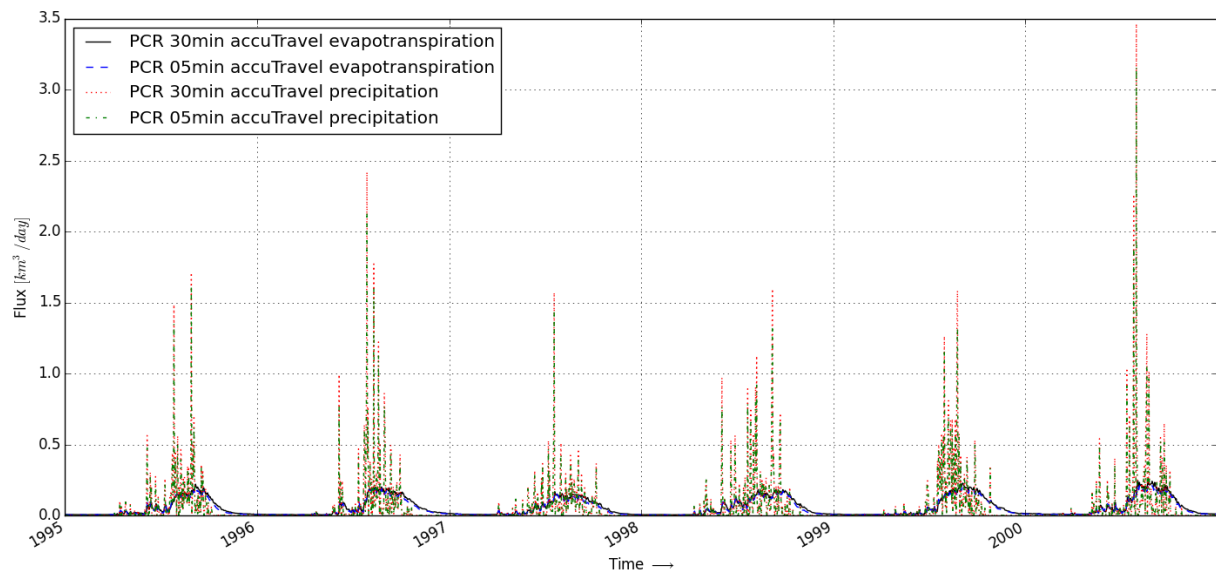 3.5
3.0
2.5
2.0
1.5
1.0
0.5
0.0
Flux [km³/day]
PCR 30min accuTravel evapotranspiration
PCR 05min accuTravel evapotranspiration
PCR 30min accuTravel precipitation
PCR 05min accuTravel precipitation
1995
1996
1997
1998
1999
2000
Time →